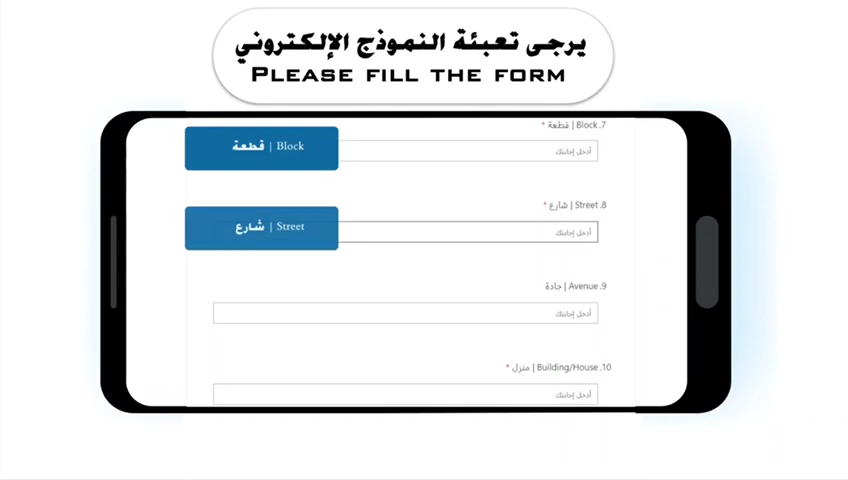 يرجى تعبئة النموذج الإلكتروني
PLEASE FILL THE FORM
7. Block | قطعة *
قطعة | Block
أدخل إجابتك
8. Street | شارع *
شارع | Street
أدخل إجابتك
9. Avenue | جادة
أدخل إجابتك
10. Building/House | منزل *
أدخل إجابتك